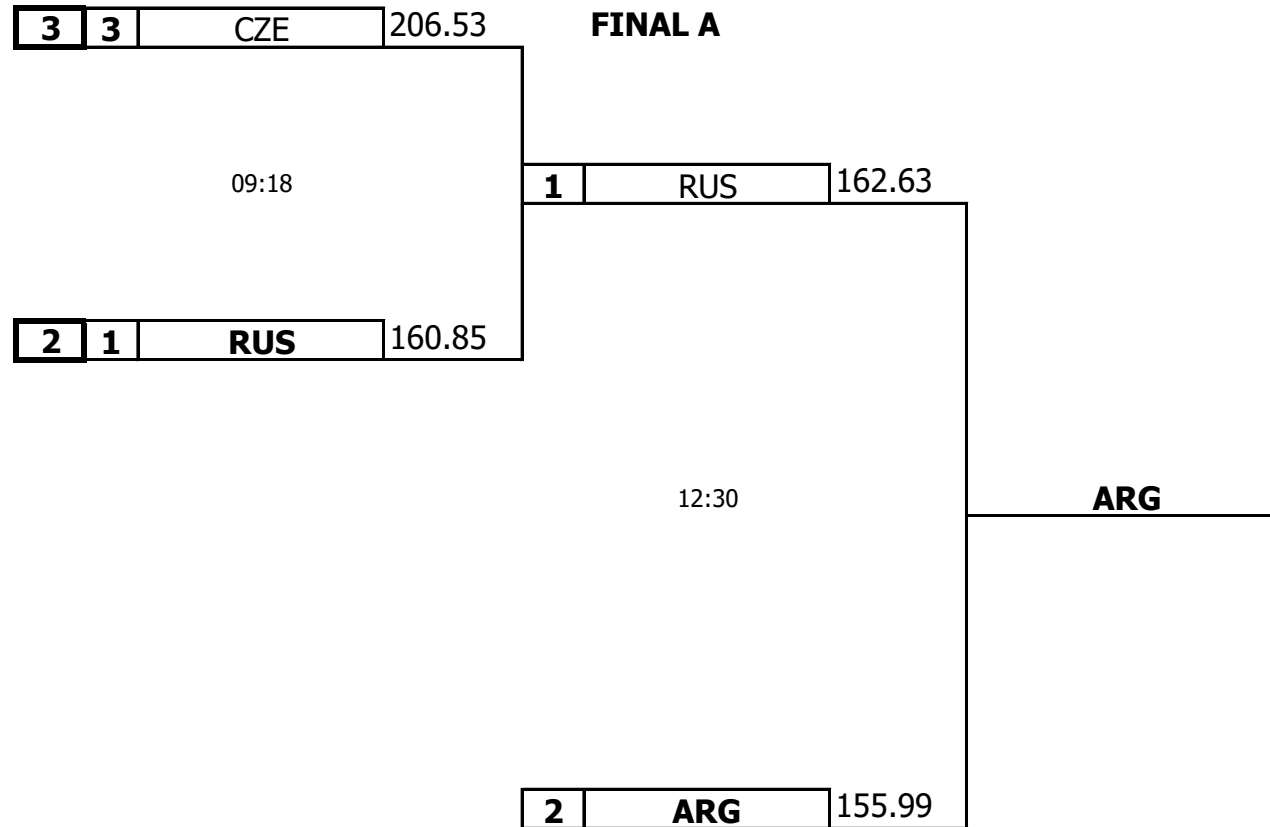 3 3 CZE 206.53 FINAL A
09:18 1 RUS 162.63
2 1 RUS 160.85
12:30 ARG
2 ARG 155.99